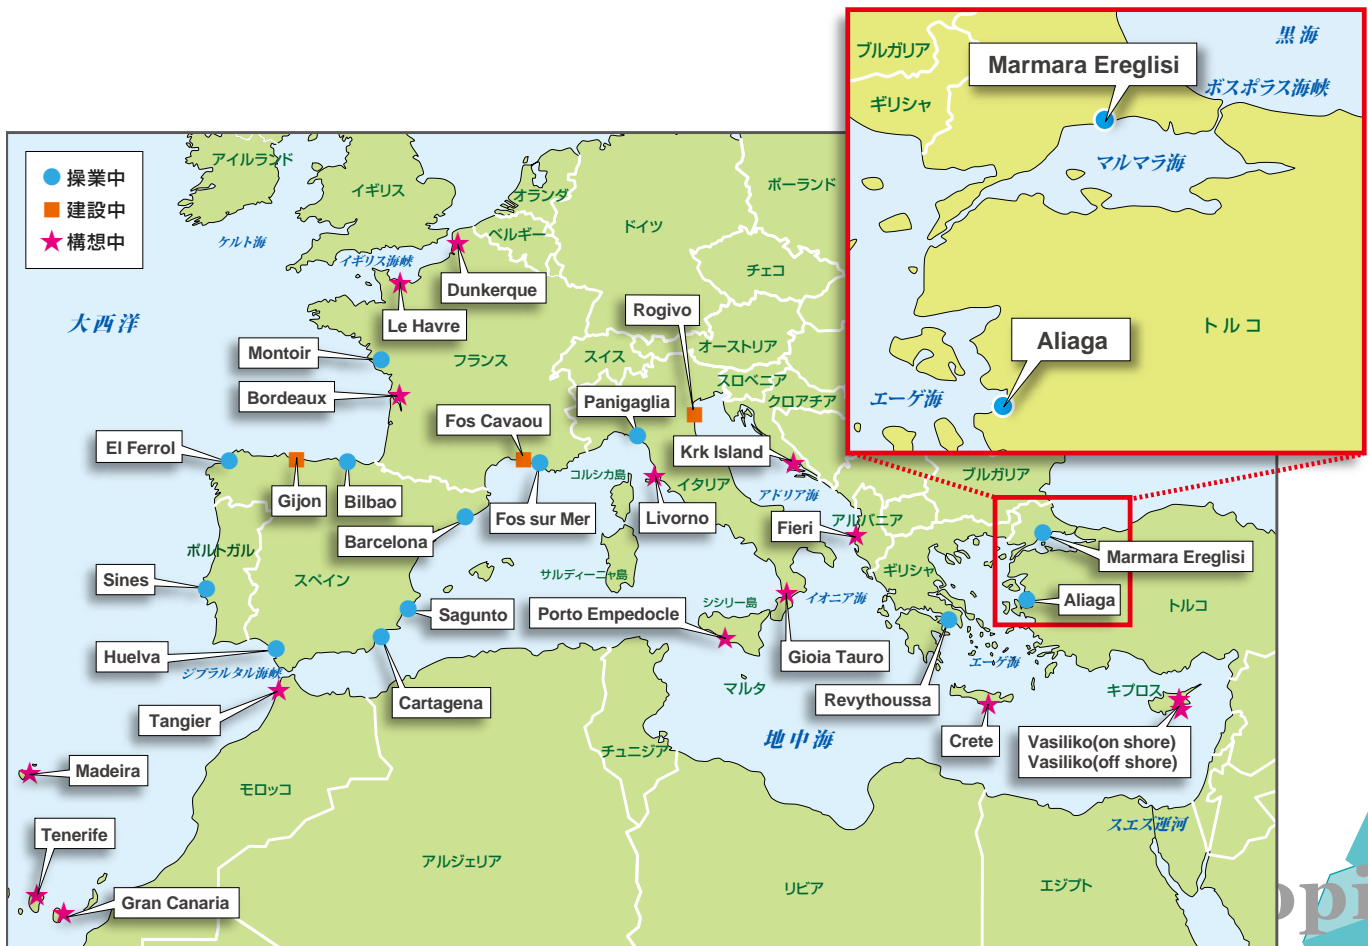 黒海
ブルガリア
Marmara Ereglisi
ボスポラス海峡
ギリシャ
マルマラ海
トルコ
Aliaga
エーゲ海
操業中
建設中
構想中
アイルランド
イギリス
オランダ
ポーランド
ドイツ
ベルギー
ケルト海
イギリス海峡
チェコ
Dunkerque
Le Havre
Rogivo
大西洋
Montoir
フランス
スイス
オーストリア
スロベニア
クロアチア
Bordeaux
Panigaglia
Fos Cavaou
El Ferrol
Krk Island
コルシカ島
イタリア
アドリア海
ブルガリア
Gijon
Bilbao
Fos sur Mer
Livorno
Fieri
アルバニア
Barcelona
ポルトガル
スペイン
Marmara Ereglisi
Sines
サルディーニャ島
ギリシャ
シシリー島
イオニア海
Aliaga
トルコ
Sagunto
Porto Empedocle
Huelva
ジブラルタル海峡
Gioia Tauro
エーゲ海
マルタ
キプロス
Cartagena
Revythoussa
Tangier
地中海
Crete
Vasiliko(on shore)
Vasiliko(off shore)
チュニジア
Madeira
モロッコ
スエズ運河
Tenerife
アルジェリア
リビア
エジプト
Gran Canaria
opi